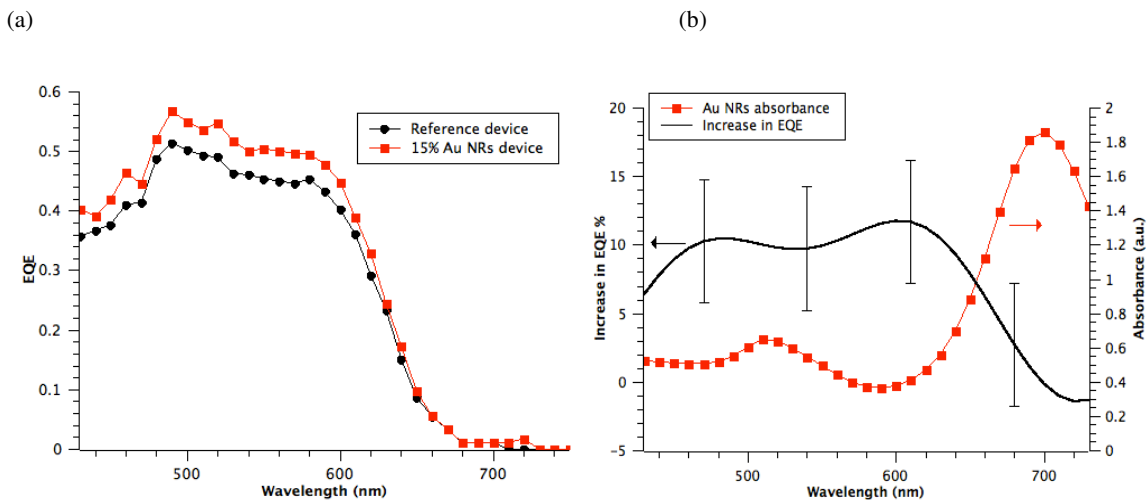 (a)
(b)
0.6
0.5
0.4
0.3
0.2
0.1
0
EQE
500
600
700
Wavelength (nm)
Reference device
15% Au NRs device
20
15
10
5
0
−5
Increase in EQE %
Au NRs absorbance
Increase in EQE
500
600
700
Wavelength (nm)
2
1.8
1.6
1.4
1.2
1
0.8
0.6
0.4
0.2
0
Absorbance (a.u.)